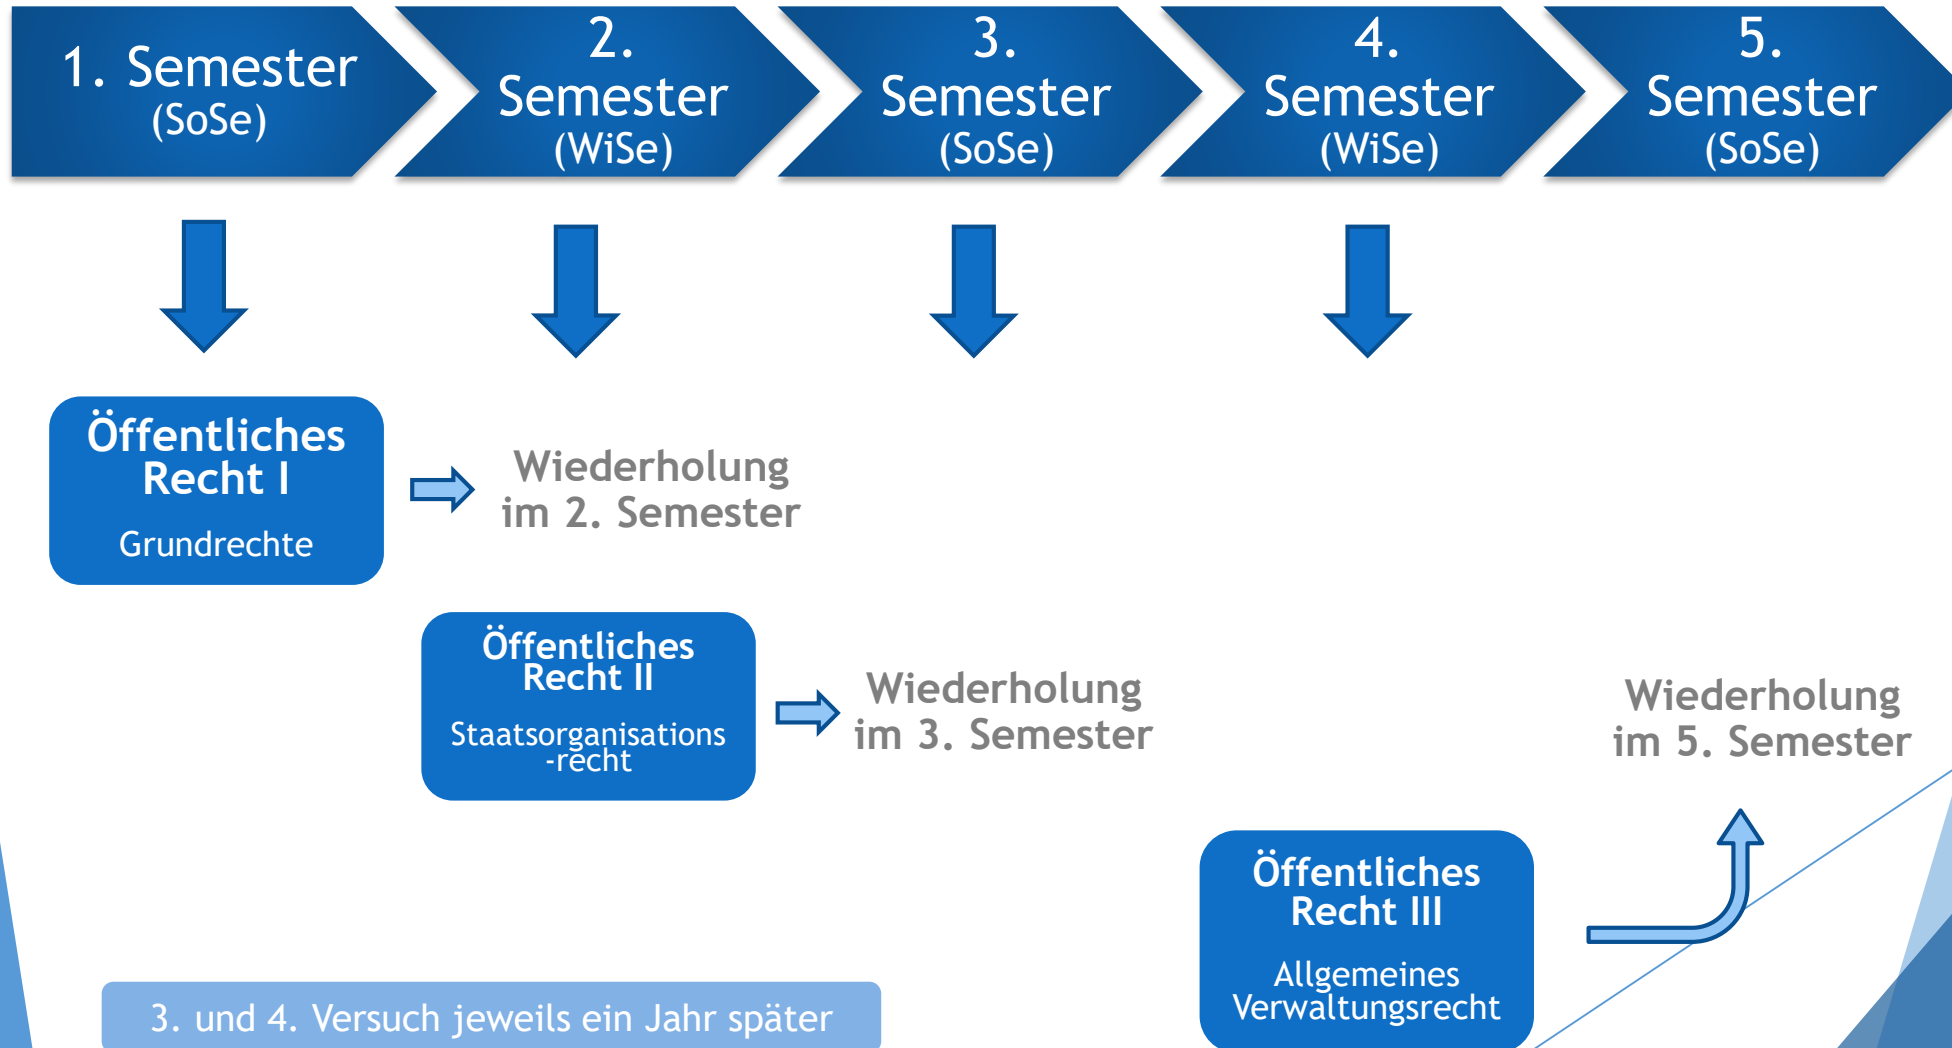 1. Semester
(SoSe)
2.
Semester
(WiSe)
3.
Semester
(SoSe)
4.
Semester
(WiSe)
5.
Semester
(SoSe)
Öffentliches
Recht I
Grundrechte
Wiederholung
im 2. Semester
Öffentliches
Recht II
Staatsorganisations
-recht
Wiederholung
im 3. Semester
Wiederholung
im 5. Semester
Öffentliches
Recht III
Allgemeines
Verwaltungsrecht
3. und 4. Versuch jeweils ein Jahr später